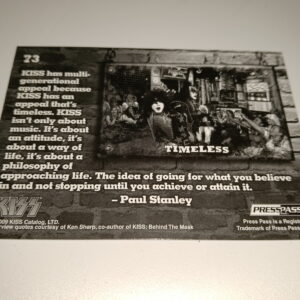 73
KISS has multi-
generational
appeal because
KISS has an
appeal that's
timeless. KISS
isn't only about
music. It's about
an attitude, it's
about a way of
life, it's about a
philosophy of
approaching life. The idea of going for what you believe
in and not stopping until you achieve or attain it.
– Paul Stanley
TIMELESS
KISS
2009 KISS Catalog, LTD.
rview quotes courtesy of Ken Sharp, co-author of KISS: Behind The Mask
PRESS PASS
Press Pass is a Regist
Trademark of Press Pass